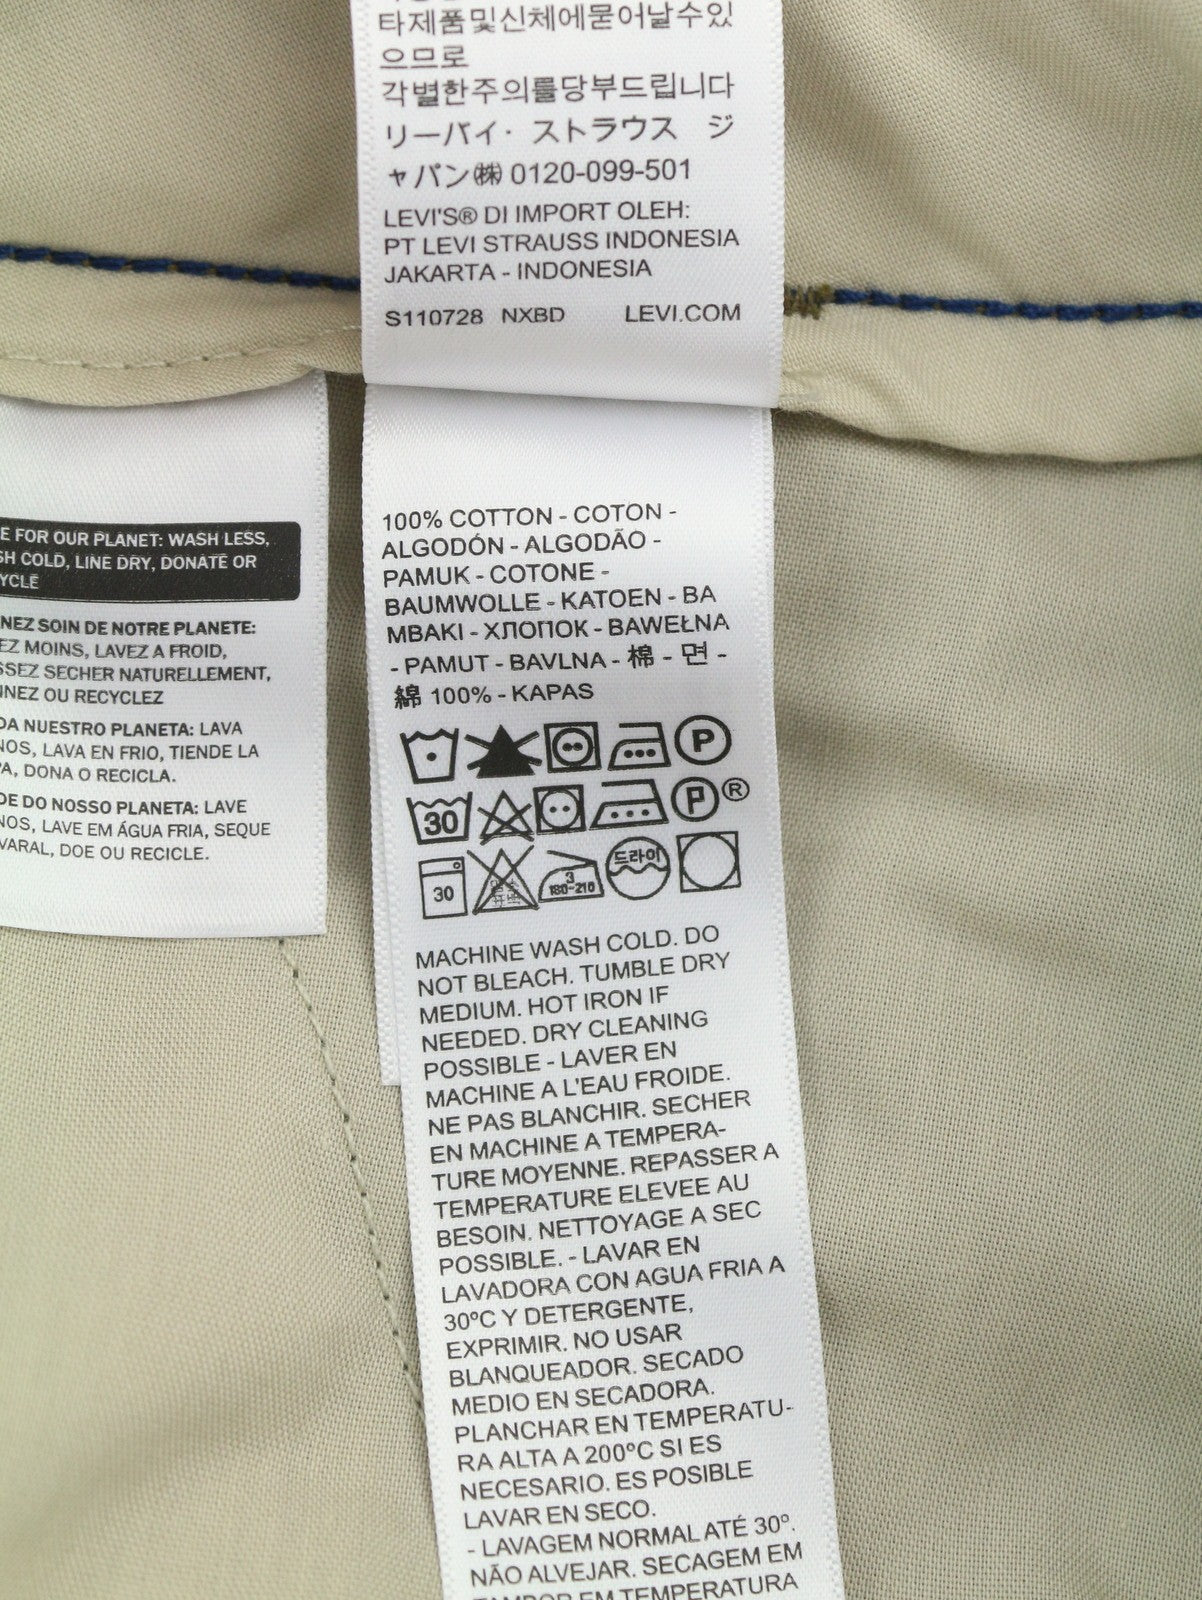 타제품및신체에묻어날수있
으므로
각별한주의를당부드립니다
リーバイ・ストラウス ジ
ャパン㈱ 0120-099-501
LEVI'S® DI IMPORT OLEH:
PT LEVI STRAUSS INDONESIA
JAKARTA - INDONESIA
S110728 NXBD LEVI.COM
E FOR OUR PLANET: WASH LESS,
SH COLD, LINE DRY, DONATE OR
YCLE
NEZ SOIN DE NOTRE PLANETE:
EZ MOINS, LAVEZ A FROID,
SSEZ SECHER NATURELLEMENT,
NNEZ OU RECYCLEZ
DA NUESTRO PLANETA: LAVA
NOS, LAVA EN FRIO, TIENDE LA
PA, DONA O RECICLA.
DE DO NOSSO PLANETA: LAVE
NOS, LAVE EM ÁGUA FRIA, SEQUE
VARAL, DOE OU RECICLE.
100% COTTON - COTON -
ALGODÓN - ALGODÃO -
PAMUK - COTONE -
BAUMWOLLE - KATOEN - BA
MBAKI - ХЛОПОК - BAWEŁNA
- PAMUT - BAVLNA - 棉 - 면 -
綿 100% - KAPAS
P
30 P®
30 3 180-210 드라이
MACHINE WASH COLD. DO
NOT BLEACH. TUMBLE DRY
MEDIUM. HOT IRON IF
NEEDED. DRY CLEANING
POSSIBLE - LAVER EN
MACHINE A L'EAU FROIDE.
NE PAS BLANCHIR. SECHER
EN MACHINE A TEMPERA-
TURE MOYENNE. REPASSER A
TEMPERATURE ELEVEE AU
BESOIN. NETTOYAGE A SEC
POSSIBLE. - LAVAR EN
LAVADORA CON AGUA FRIA A
30ºC Y DETERGENTE,
EXPRIMIR. NO USAR
BLANQUEADOR. SECADO
MEDIO EN SECADORA.
PLANCHAR EN TEMPERATU-
RA ALTA A 200ºC SI ES
NECESARIO. ES POSIBLE
LAVAR EN SECO.
- LAVAGEM NORMAL ATÉ 30º.
NÃO ALVEJAR. SECAGEM EM
TAMBOR EM TEMPERATURA